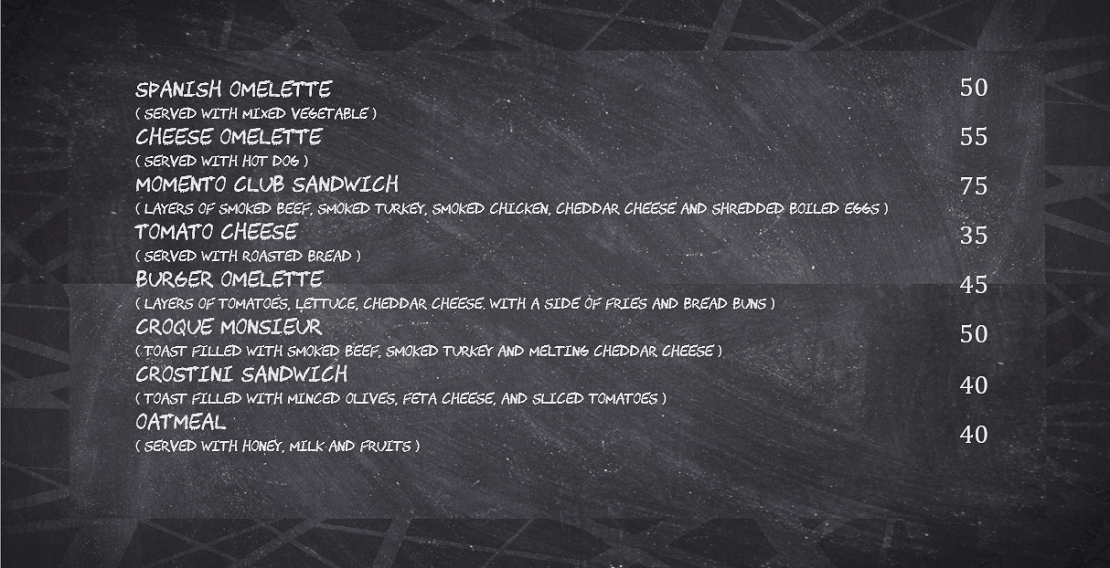 SPANISH OMELETTE 50
( SERVED WITH MIXED VEGETABLE )
CHEESE OMELETTE 55
( SERVED WITH HOT DOG )
MOMENTO CLUB SANDWICH 75
( LAYERS OF SMOKED BEEF, SMOKED TURKEY, SMOKED CHICKEN, CHEDDAR CHEESE AND SHREDDED BOILED EGGS )
TOMATO CHEESE 35
( SERVED WITH ROASTED BREAD )
BURGER OMELETTE 45
( LAYERS OF TOMATOES, LETTUCE, CHEDDAR CHEESE. WITH A SIDE OF FRIES AND BREAD BUNS )
CROQUE MONSIEUR 50
( TOAST FILLED WITH SMOKED BEEF, SMOKED TURKEY AND MELTING CHEDDAR CHEESE )
CROSTINI SANDWICH 40
( TOAST FILLED WITH MINCED OLIVES, FETA CHEESE, AND SLICED TOMATOES )
OATMEAL 40
( SERVED WITH HONEY, MILK AND FRUITS )